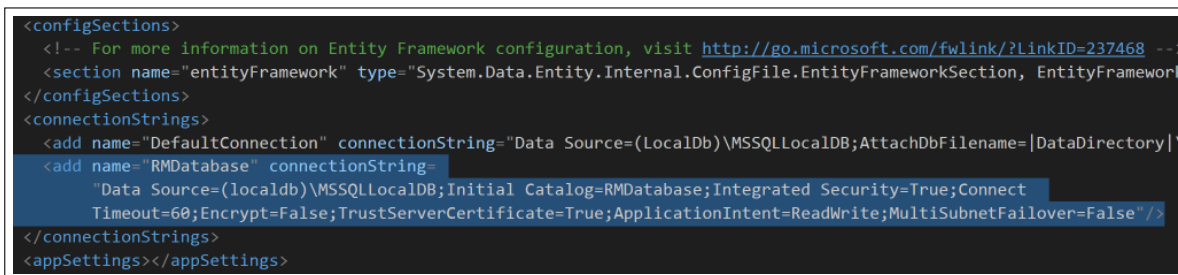 <configSections>
<!-- For more information on Entity Framework configuration, visit http://go.microsoft.com/fwlink/?LinkID=237468 --
<section name="entityFramework" type="System.Data.Entity.Internal.ConfigFile.EntityFrameworkSection, EntityFramework
</configSections>
<connectionStrings>
<add name="DefaultConnection" connectionString="Data Source=(LocalDb)\MSSQLLocalDB;AttachDbFilename=|DataDirectory|\
<add name="RMDatabase" connectionString=
"Data Source=(localdb)\MSSQLLocalDB;Initial Catalog=RMDatabase;Integrated Security=True;Connect
Timeout=60;Encrypt=False;TrustServerCertificate=True;ApplicationIntent=ReadWrite;MultiSubnetFailover=False"/>
</connectionStrings>
<appSettings></appSettings>